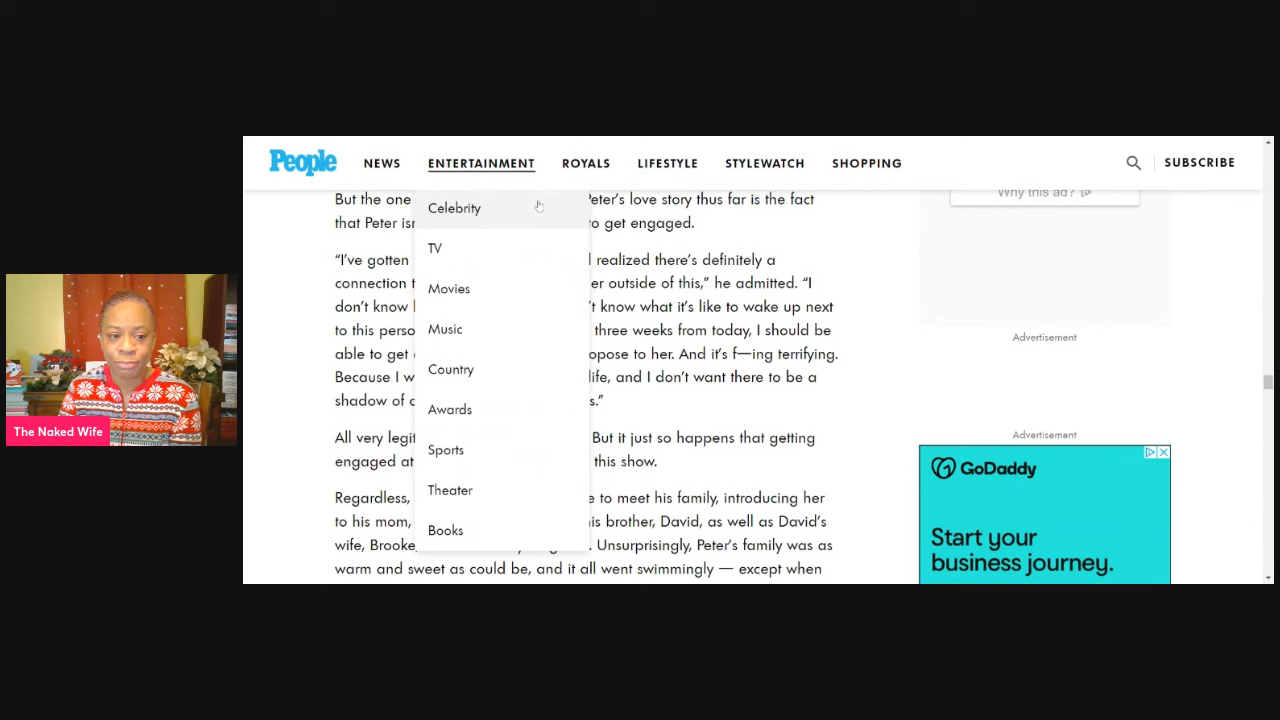 People NEWS ENTERTAINMENT ROYALS LIFESTYLE STYLEWATCH SHOPPING SUBSCRIBE
Celebrity
TV
Movies
Music
Country
Awards
Sports
Theater
Books
But the one Peter's love story thus far is the fact
that Peter to get engaged.
“I've gotten realized there's definitely a
connection outside of this,” he admitted. “I
don't know know what it's like to wake up next
to this three weeks from today, I should be
able to get to her. And it's f—ing terrifying.
Because I life, and I don't want there to be a
shadow of
All very But it just so happens that getting
engaged this show.
Regardless, to meet his family, introducing her
to his mom, brother, David, as well as David's
wife, Brooke, Unsurprisingly, Peter's family was as
warm and sweet as could be, and it all went swimmingly — except when
Why this ad?
Advertisement
Advertisement
GoDaddy
Start your
business journey.
The Naked Wife